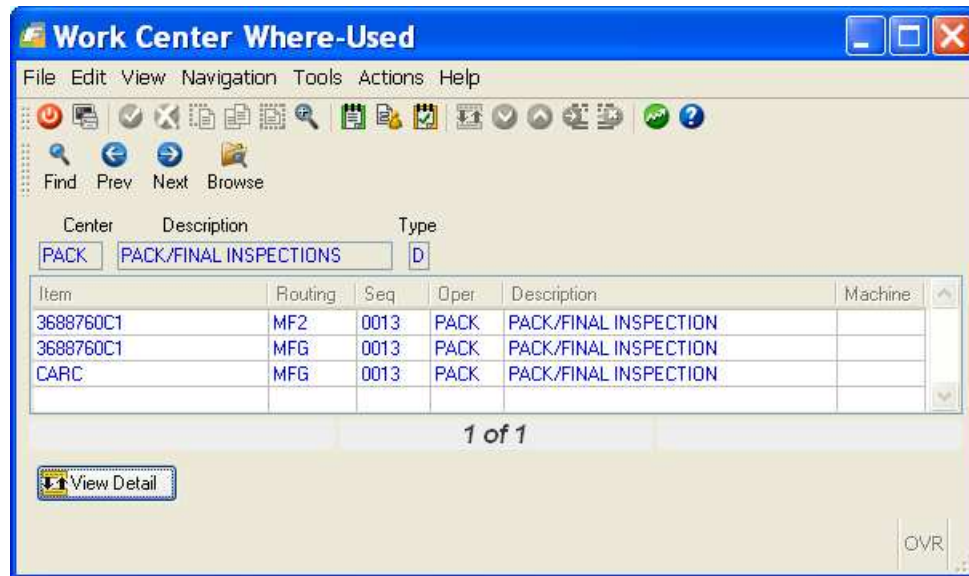 Work Center Where-Used
File Edit View Navigation Tools Actions Help
Find Prev Next Browse
Center Description Type
PACK PACK/FINAL INSPECTIONS D
Item Routing Seq Oper Description Machine
3688760C1 MF2 0013 PACK PACK/FINAL INSPECTION
3688760C1 MFG 0013 PACK PACK/FINAL INSPECTION
CARC MFG 0013 PACK PACK/FINAL INSPECTION
1 of 1
View Detail
OVR